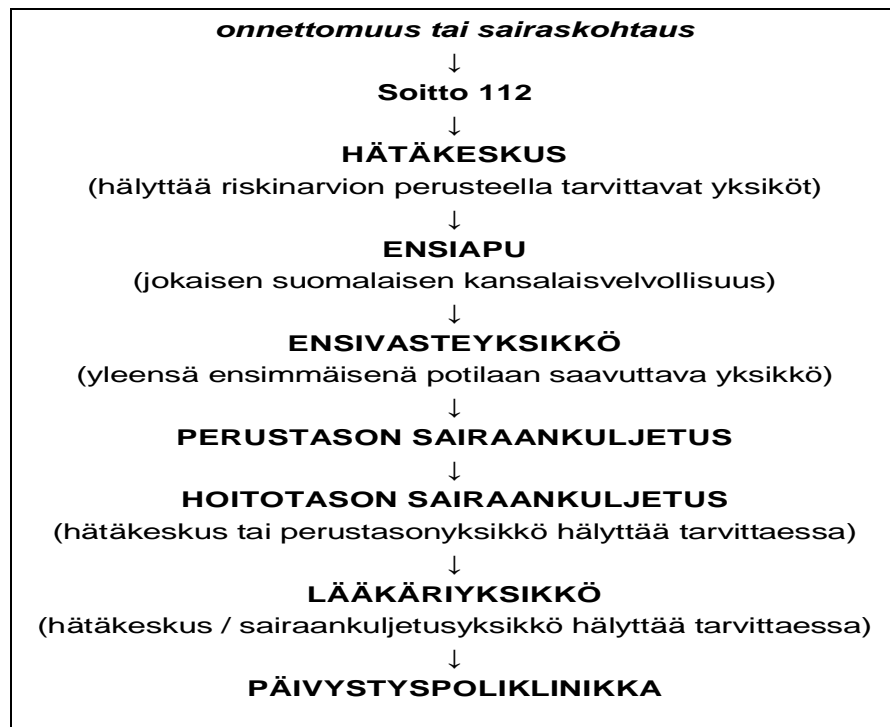 onnettomuus tai sairaskohtaus
↓
Soitto 112
↓
HÄTÄKESKUS
(hälyttää riskinarvion perusteella tarvittavat yksiköt)
↓
ENSIAPU
(jokaisen suomalaisen kansalaisvelvollisuus)
↓
ENSIVASTEYKSIKKÖ
(yleensä ensimmäisenä potilaan saavuttava yksikkö)
↓
PERUSTASON SAIRAANKULJETUS
↓
HOITOTASON SAIRAANKULJETUS
(hätäkeskus tai perustasonyksikkö hälyttää tarvittaessa)
↓
LÄÄKÄRIYKSIKKÖ
(hätäkeskus / sairaankuljetusyksikkö hälyttää tarvittaessa)
↓
PÄIVYSTYSPOLIKLINIKKA